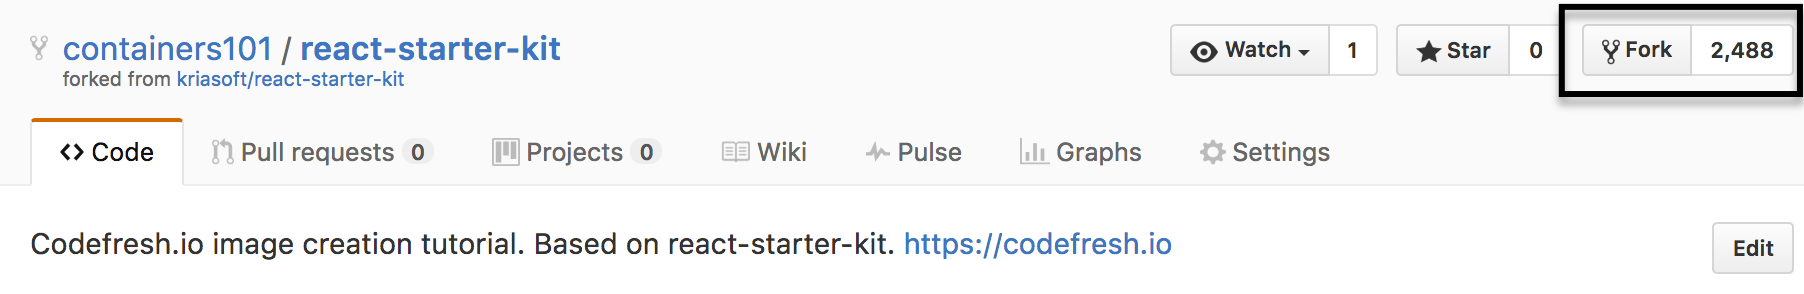 containers101 / react-starter-kit
forked from kriasoft/react-starter-kit
Watch 1 Star 0 Fork 2,488
Code Pull requests 0 Projects 0 Wiki Pulse Graphs Settings
Codefresh.io image creation tutorial. Based on react-starter-kit. https://codefresh.io Edit